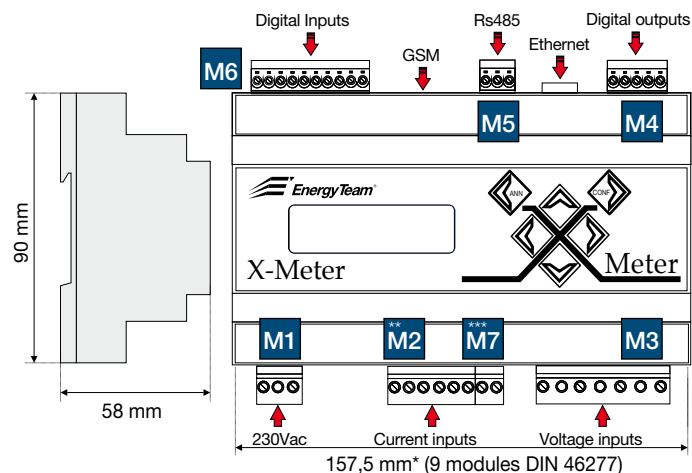 Digital Inputs
Rs485
Digital outputs
GSM
Ethernet
M6
M5
M4
90 mm
EnergyTeam®
ANN
CONF
X-Meter
Meter
M1
**
M2
***
M7
M3
58 mm
230Vac
Current inputs
Voltage inputs
157,5 mm* (9 modules DIN 46277)